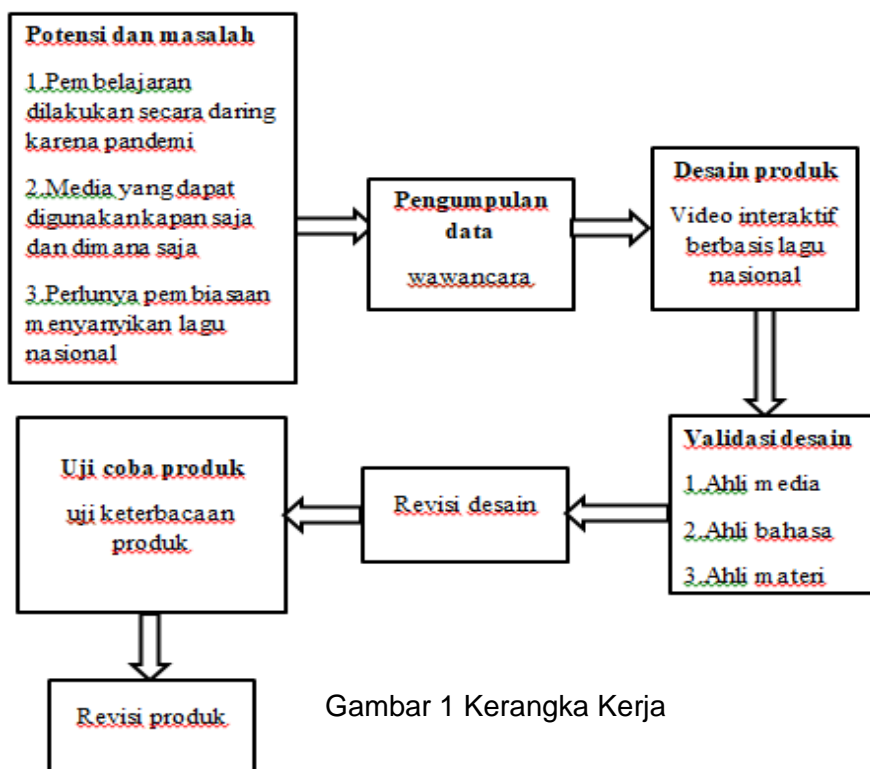 Potensi dan masalah
1.Pembelajaran
dilakukan secara daring
karena pandemi
2.Media yang dapat
digunakankapan saja
dan dimana saja
3.Perlunya pembiasaan
menyanyikan lagu
nasional
Pengumpulan
data
wawancara
Desain produk
Video interaktif
berbasis lagu
nasional
Validasi desain
1.Ahli media
2.Ahli bahasa
3.Ahli materi
Revisi desain
Uji coba produk
uji keterbacaan
produk
Revisi produk
Gambar 1 Kerangka Kerja